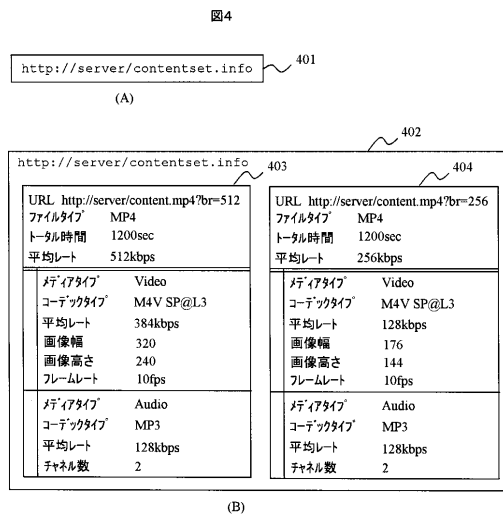 図4
http://server/contentset.info
401
(A)
402
http://server/contentset.info
403
URL http://server/content.mp4?br=512
ファイルタイプ MP4
トータル時間 1200sec
平均レート 512kbps
メディアタイプ Video
コーデックタイプ M4V SP@L3
平均レート 384kbps
画像幅 320
画像高さ 240
フレームレート 10fps
メディアタイプ Audio
コーデックタイプ MP3
平均レート 128kbps
チャネル数 2
404
URL http://server/content.mp4?br=256
ファイルタイプ MP4
トータル時間 1200sec
平均レート 256kbps
メディアタイプ Video
コーデックタイプ M4V SP@L3
平均レート 128kbps
画像幅 176
画像高さ 144
フレームレート 10fps
メディアタイプ Audio
コーデックタイプ MP3
平均レート 128kbps
チャネル数 2
(B)